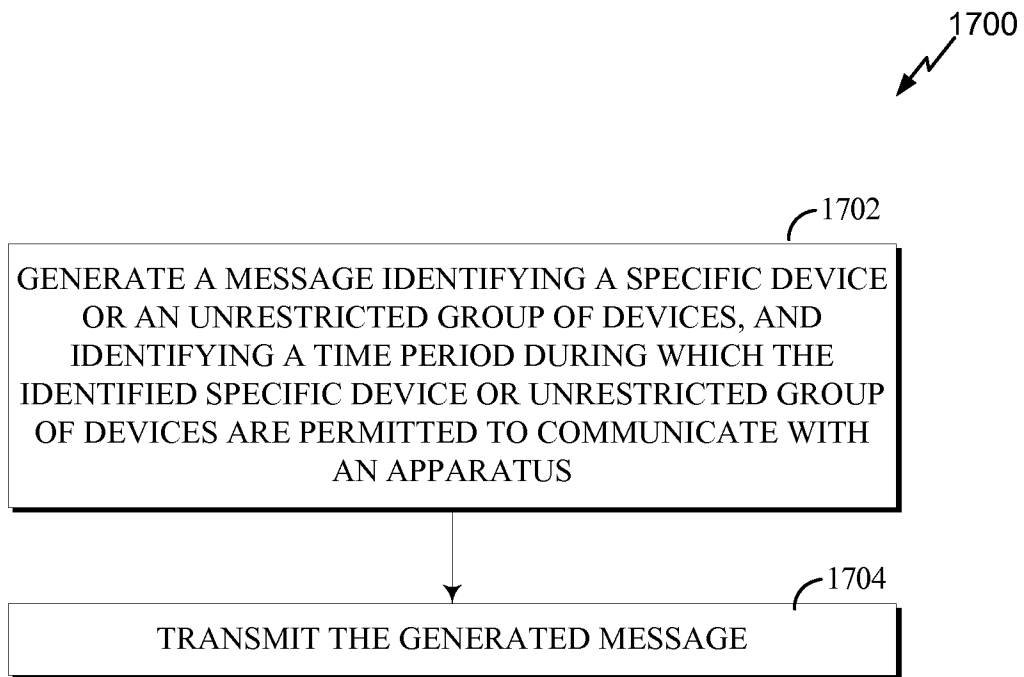 1700
1702
GENERATE A MESSAGE IDENTIFYING A SPECIFIC DEVICE
OR AN UNRESTRICTED GROUP OF DEVICES, AND
IDENTIFYING A TIME PERIOD DURING WHICH THE
IDENTIFIED SPECIFIC DEVICE OR UNRESTRICTED GROUP
OF DEVICES ARE PERMITTED TO COMMUNICATE WITH
AN APPARATUS
1704
TRANSMIT THE GENERATED MESSAGE